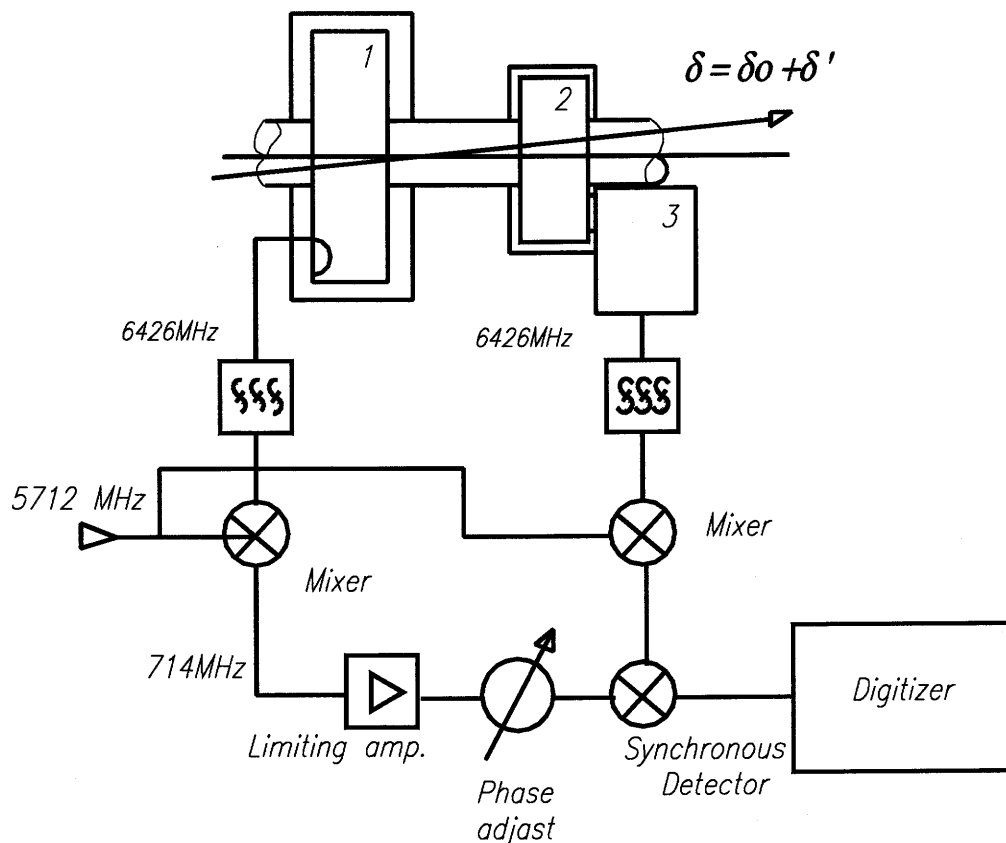 1
2
δ = δo + δ'
3
6426MHz
6426MHz
5712 MHz
Mixer
Mixer
714MHz
Limiting amp.
Phase
adjast
Synchronous
Detector
Digitizer